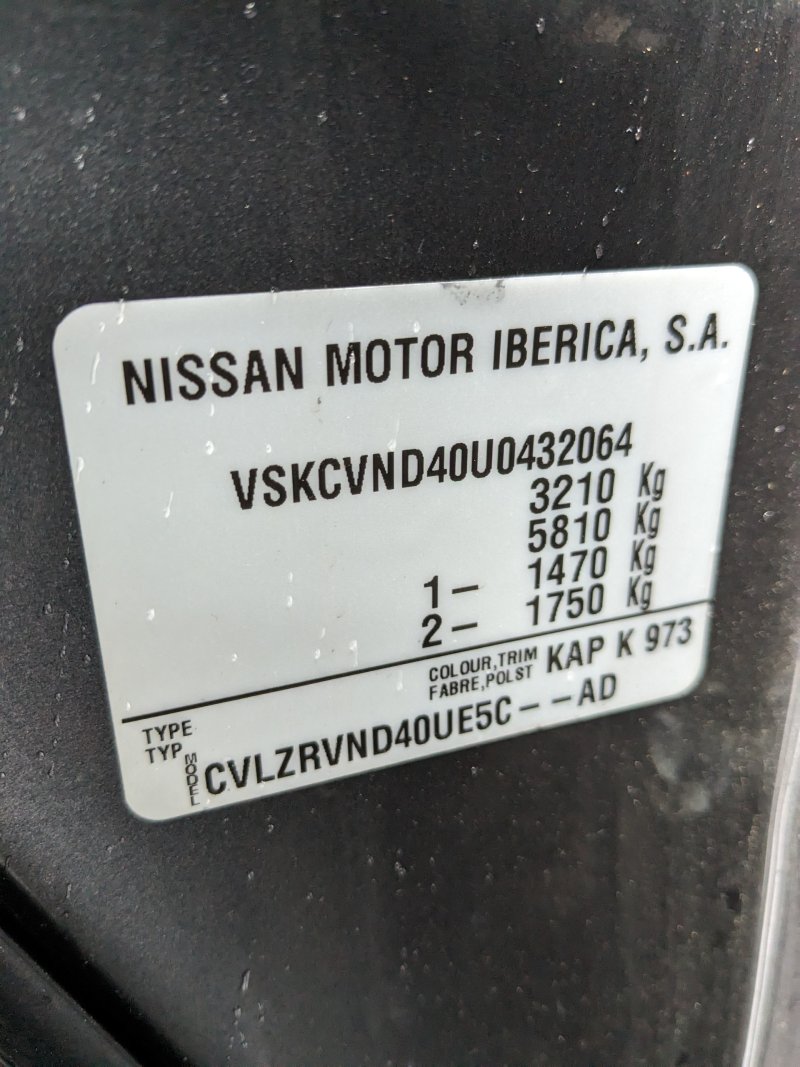 NISSAN MOTOR IBERICA, S.A.
VSKCVND40U0432064
3210 Kg
5810 Kg
1- 1470 Kg
2- 1750 Kg
COLOUR,TRIM
FABRE,POLST
KAP K 973
TYPE
TYP
MODEL
CVLZRVND40UE5C--AD